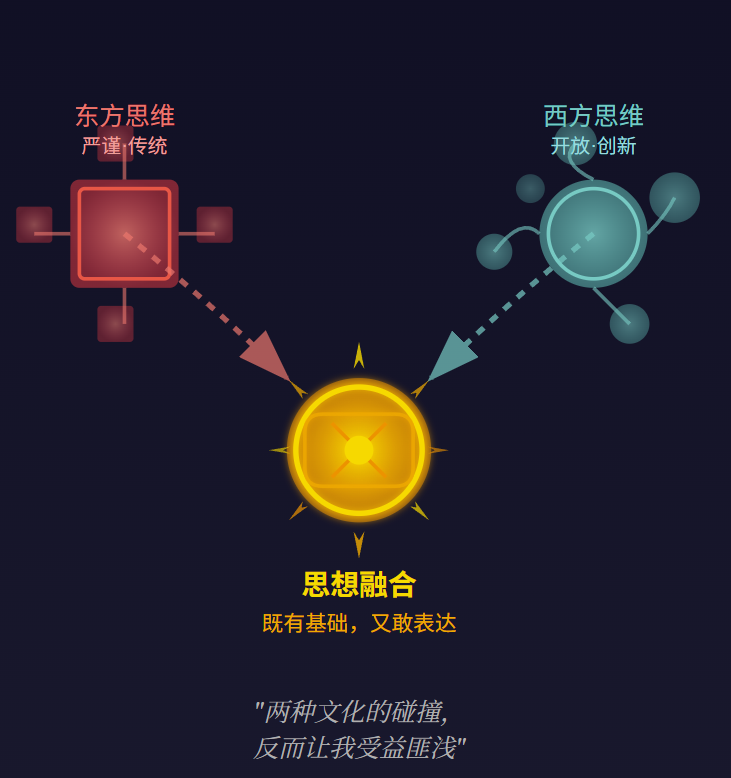 东方思维
严谨·传统
西方思维
开放·创新
思想融合
既有基础，又敢表达
"两种文化的碰撞，
反而让我受益匪浅"